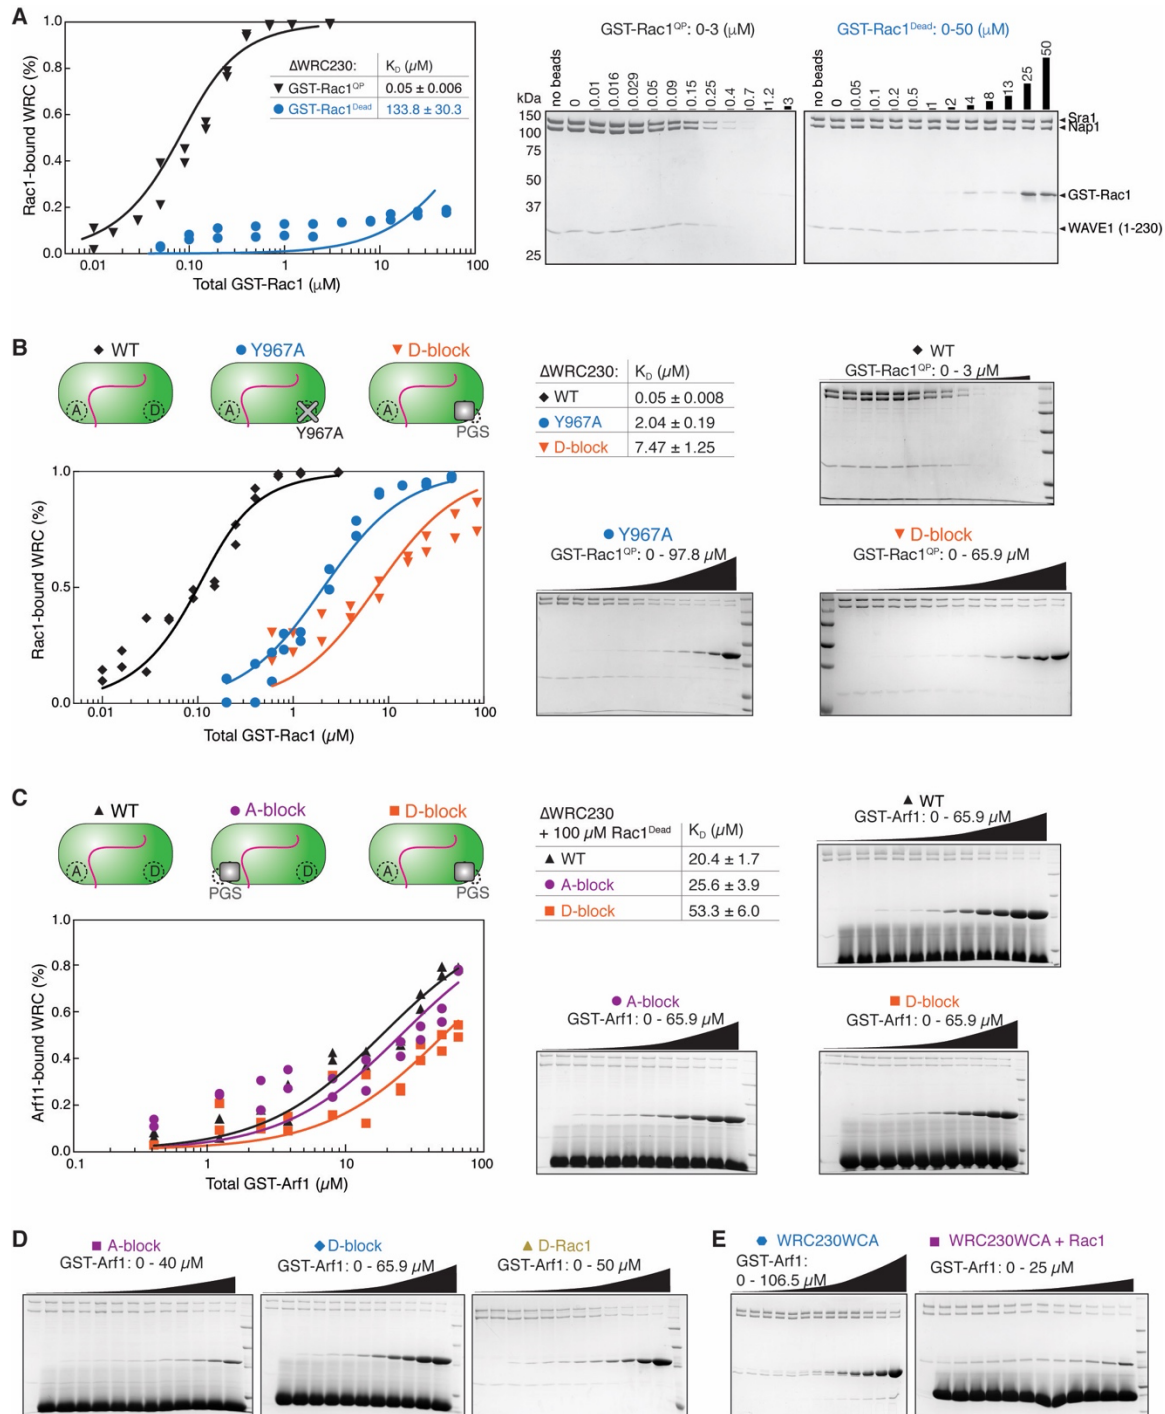 A
1.0
0.8
0.6
0.4
0.2
0.0
Rac1-bound WRC (%)
0.01 0.10 1 10 100
Total GST-Rac1 (μM)
ΔWRC230: K_D (μM)
▼ GST-Rac1^QP 0.05 ± 0.006
● GST-Rac1^Dead 133.8 ± 30.3
GST-Rac1^QP: 0-3 (μM)
no beads 0 0.01 0.016 0.029 0.05 0.09 0.15 0.25 0.4 0.7 1.2 3
kDa
150
100
75
50
37
25
GST-Rac1^Dead: 0-50 (μM)
no beads 0 0.05 0.1 0.2 0.5 1 2 4 8 13 25 50
Sra1
Nap1
GST-Rac1
WAVE1 (1-230)
B
◆ WT ● Y967A ▼ D-block
A D A Y967A A PGS
ΔWRC230: K_D (μM)
◆ WT 0.05 ± 0.008
● Y967A 2.04 ± 0.19
▼ D-block 7.47 ± 1.25
◆ WT
GST-Rac1^QP: 0 - 3 μM
1.0
0.5
0.0
Rac1-bound WRC (%)
0.01 0.10 1 10 100
Total GST-Rac1 (μM)
● Y967A
GST-Rac1^QP: 0 - 97.8 μM
▼ D-block
GST-Rac1^QP: 0 - 65.9 μM
C
▲ WT ● A-block ■ D-block
A D PGS D A PGS
ΔWRC230
+ 100 μM Rac1^Dead K_D (μM)
▲ WT 20.4 ± 1.7
● A-block 25.6 ± 3.9
■ D-block 53.3 ± 6.0
▲ WT
GST-Arf1: 0 - 65.9 μM
1.0
0.8
0.6
0.4
0.2
0.0
Arf11-bound WRC (%)
0.1 1 10 100
Total GST-Arf1 (μM)
● A-block
GST-Arf1: 0 - 65.9 μM
■ D-block
GST-Arf1: 0 - 65.9 μM
D
■ A-block
GST-Arf1: 0 - 40 μM
◆ D-block
GST-Arf1: 0 - 65.9 μM
▲ D-Rac1
GST-Arf1: 0 - 50 μM
E
WRC230WCA
GST-Arf1:
0 - 106.5 μM
■ WRC230WCA + Rac1
GST-Arf1: 0 - 25 μM